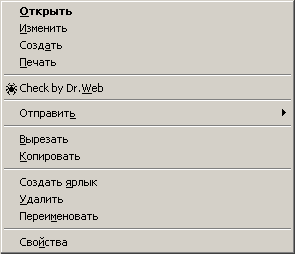 Открыть
Изменить
Создать
Печать
Check by Dr.Web
Отправить
Вырезать
Копировать
Создать ярлык
Удалить
Переименовать
Свойства